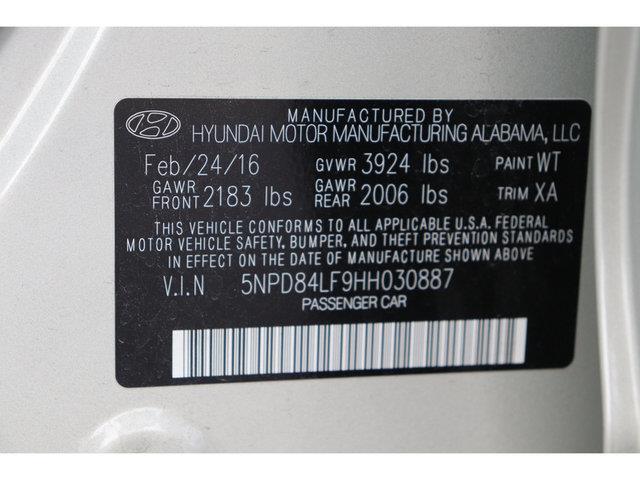 MANUFACTURED BY
HYUNDAI MOTOR MANUFACTURING ALABAMA, LLC
Feb/24/16 GVWR 3924 lbs PAINT WT
GAWR FRONT 2183 lbs GAWR REAR 2006 lbs TRIM XA
THIS VEHICLE CONFORMS TO ALL APPLICABLE U.S.A. FEDERAL
MOTOR VEHICLE SAFETY, BUMPER, AND THEFT PREVENTION STANDARDS
IN EFFECT ON THE DATE OF MANUFACTURE SHOWN ABOVE
V.I.N 5NPD84LF9HH030887
PASSENGER CAR